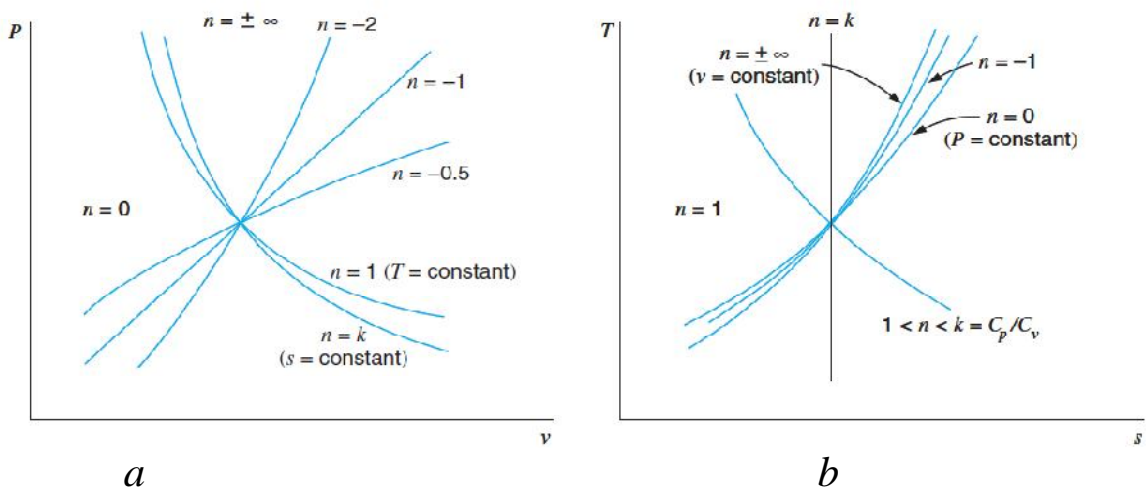 P
n = ± ∞
n = −2
n = −1
n = −0.5
n = 0
n = 1 (T = constant)
n = k
(s = constant)
v
a
T
n = k
n = ± ∞
(v = constant)
n = −1
n = 0
(P = constant)
n = 1
1 < n < k = C_p/C_v
s
b